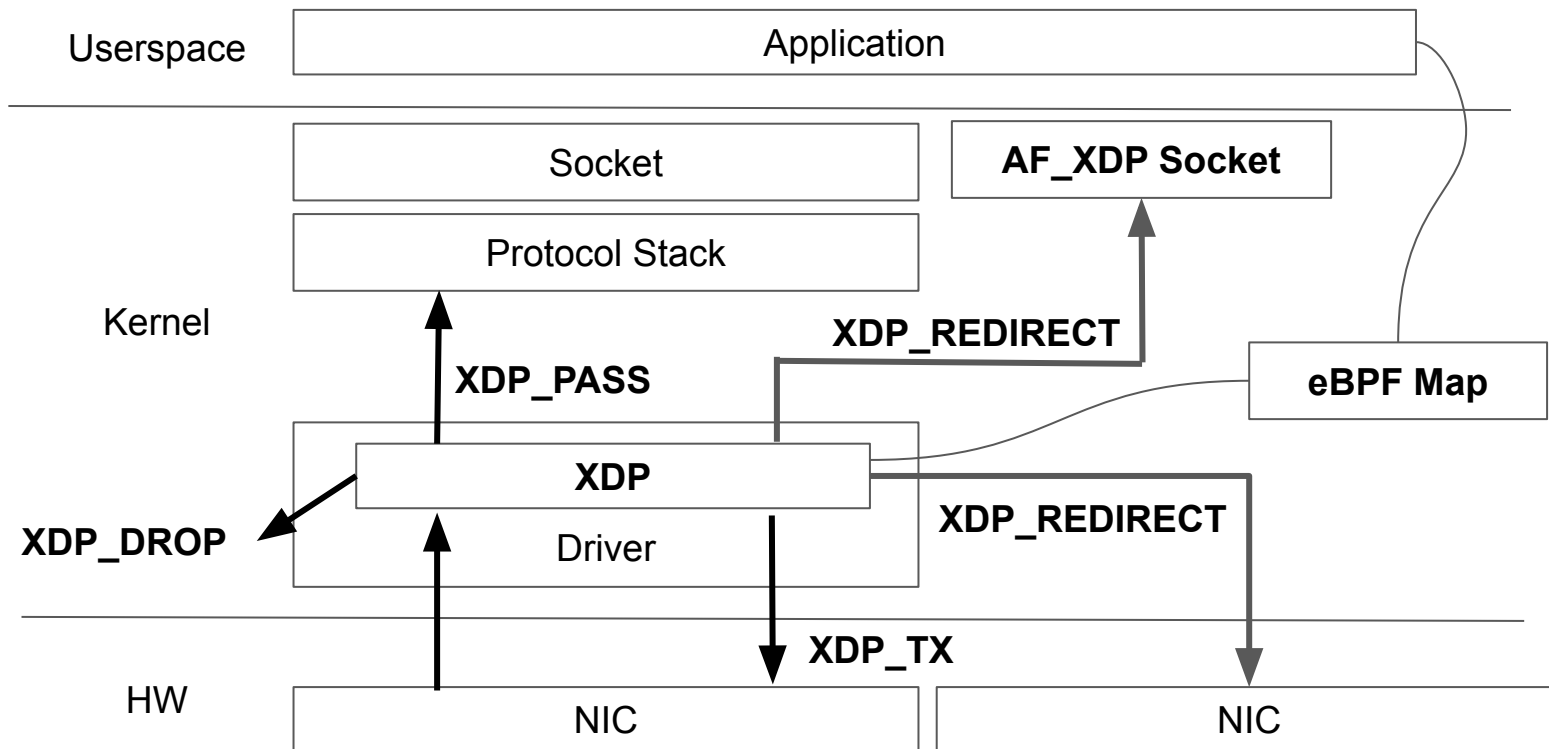 Userspace
Application
Socket
AF_XDP Socket
Protocol Stack
Kernel
XDP_REDIRECT
XDP_PASS
eBPF Map
XDP
XDP_DROP
Driver
XDP_REDIRECT
XDP_TX
HW
NIC
NIC